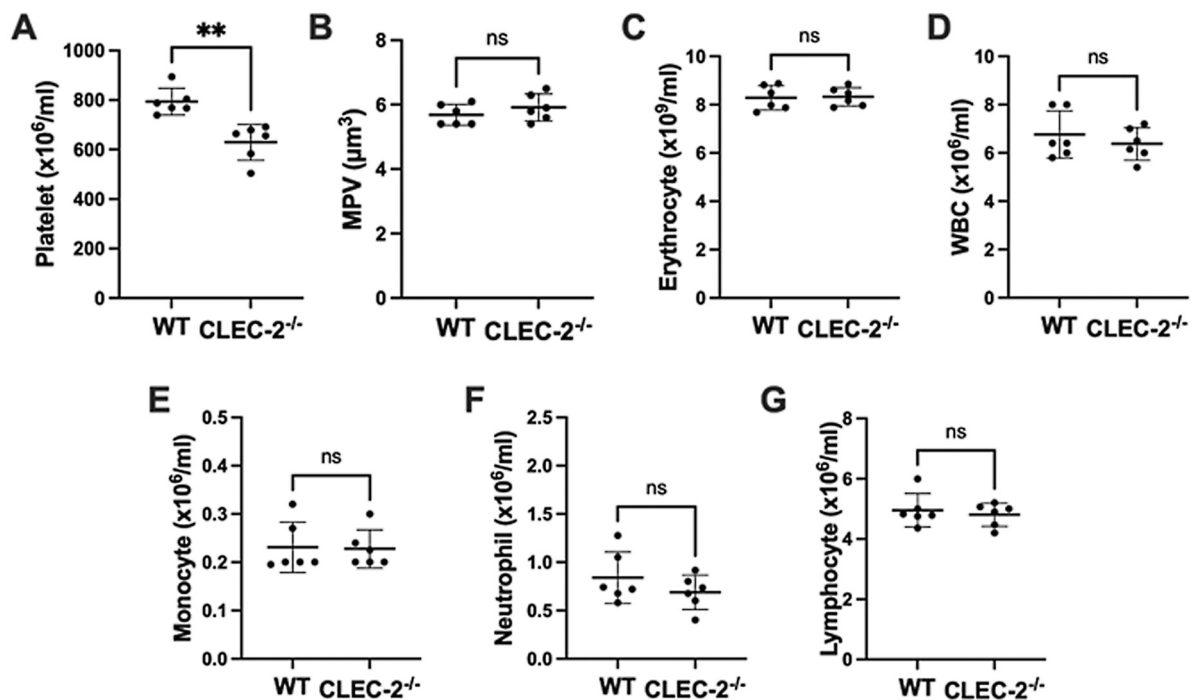 A
Platelet (x10⁶/ml)
1000
800
600
400
200
0
**
WT CLEC-2⁻/⁻
B
MPV (µm³)
8
6
4
2
0
ns
WT CLEC-2⁻/⁻
C
Erythrocyte (x10⁹/ml)
10
8
6
4
2
0
ns
WT CLEC-2⁻/⁻
D
WBC (x10⁶/ml)
10
8
6
4
2
0
ns
WT CLEC-2⁻/⁻
E
Monocyte (x10⁶/ml)
0.5
0.4
0.3
0.2
0.1
0.0
ns
WT CLEC-2⁻/⁻
F
Neutrophil (x10⁶/ml)
2.5
2.0
1.5
1.0
0.5
0.0
ns
WT CLEC-2⁻/⁻
G
Lymphocyte (x10⁶/ml)
8
6
4
2
0
ns
WT CLEC-2⁻/⁻